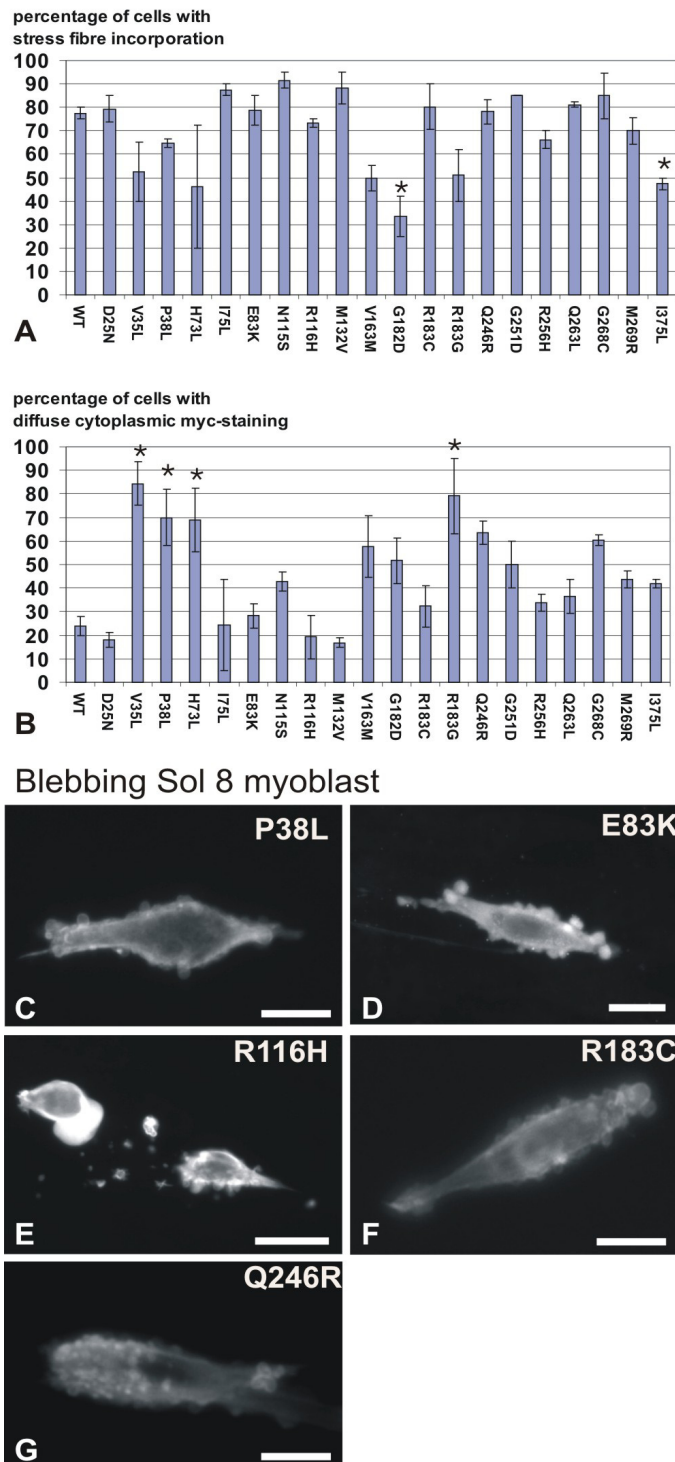 percentage of cells with
stress fibre incorporation
100
90
80
70
60
50
40
30
20
10
0
* *
WT D25N V35L P38L H73L I75L E83K N115S R116H M132V V163M G182D R183C R183G Q246R G251D R256H Q263L G268C M269R I375L
A
percentage of cells with
diffuse cytoplasmic myc-staining
100
90
80
70
60
50
40
30
20
10
0
* * * *
WT D25N V35L P38L H73L I75L E83K N115S R116H M132V V163M G182D R183C R183G Q246R G251D R256H Q263L G268C M269R I375L
B
Blebbing Sol 8 myoblast
P38L
C
E83K
D
R116H
E
R183C
F
Q246R
G